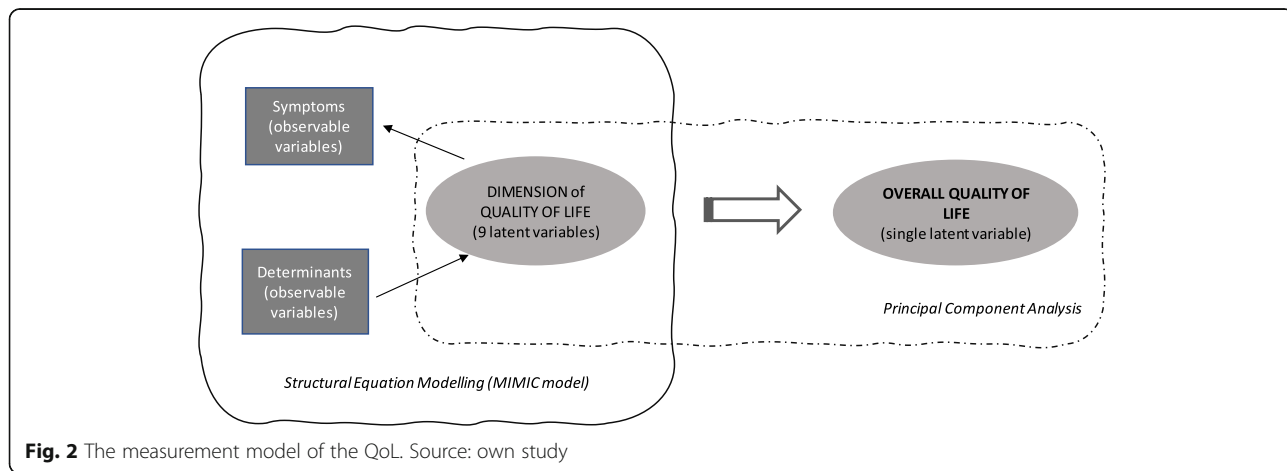 Symptoms
(observable
variables)
DIMENSION of
QUALITY OF LIFE
(9 latent variables)
OVERALL QUALITY OF
LIFE
(single latent variable)
Determinants
(observable
variables)
Principal Component Analysis
Structural Equation Modelling (MIMIC model)
Fig. 2 The measurement model of the QoL. Source: own study